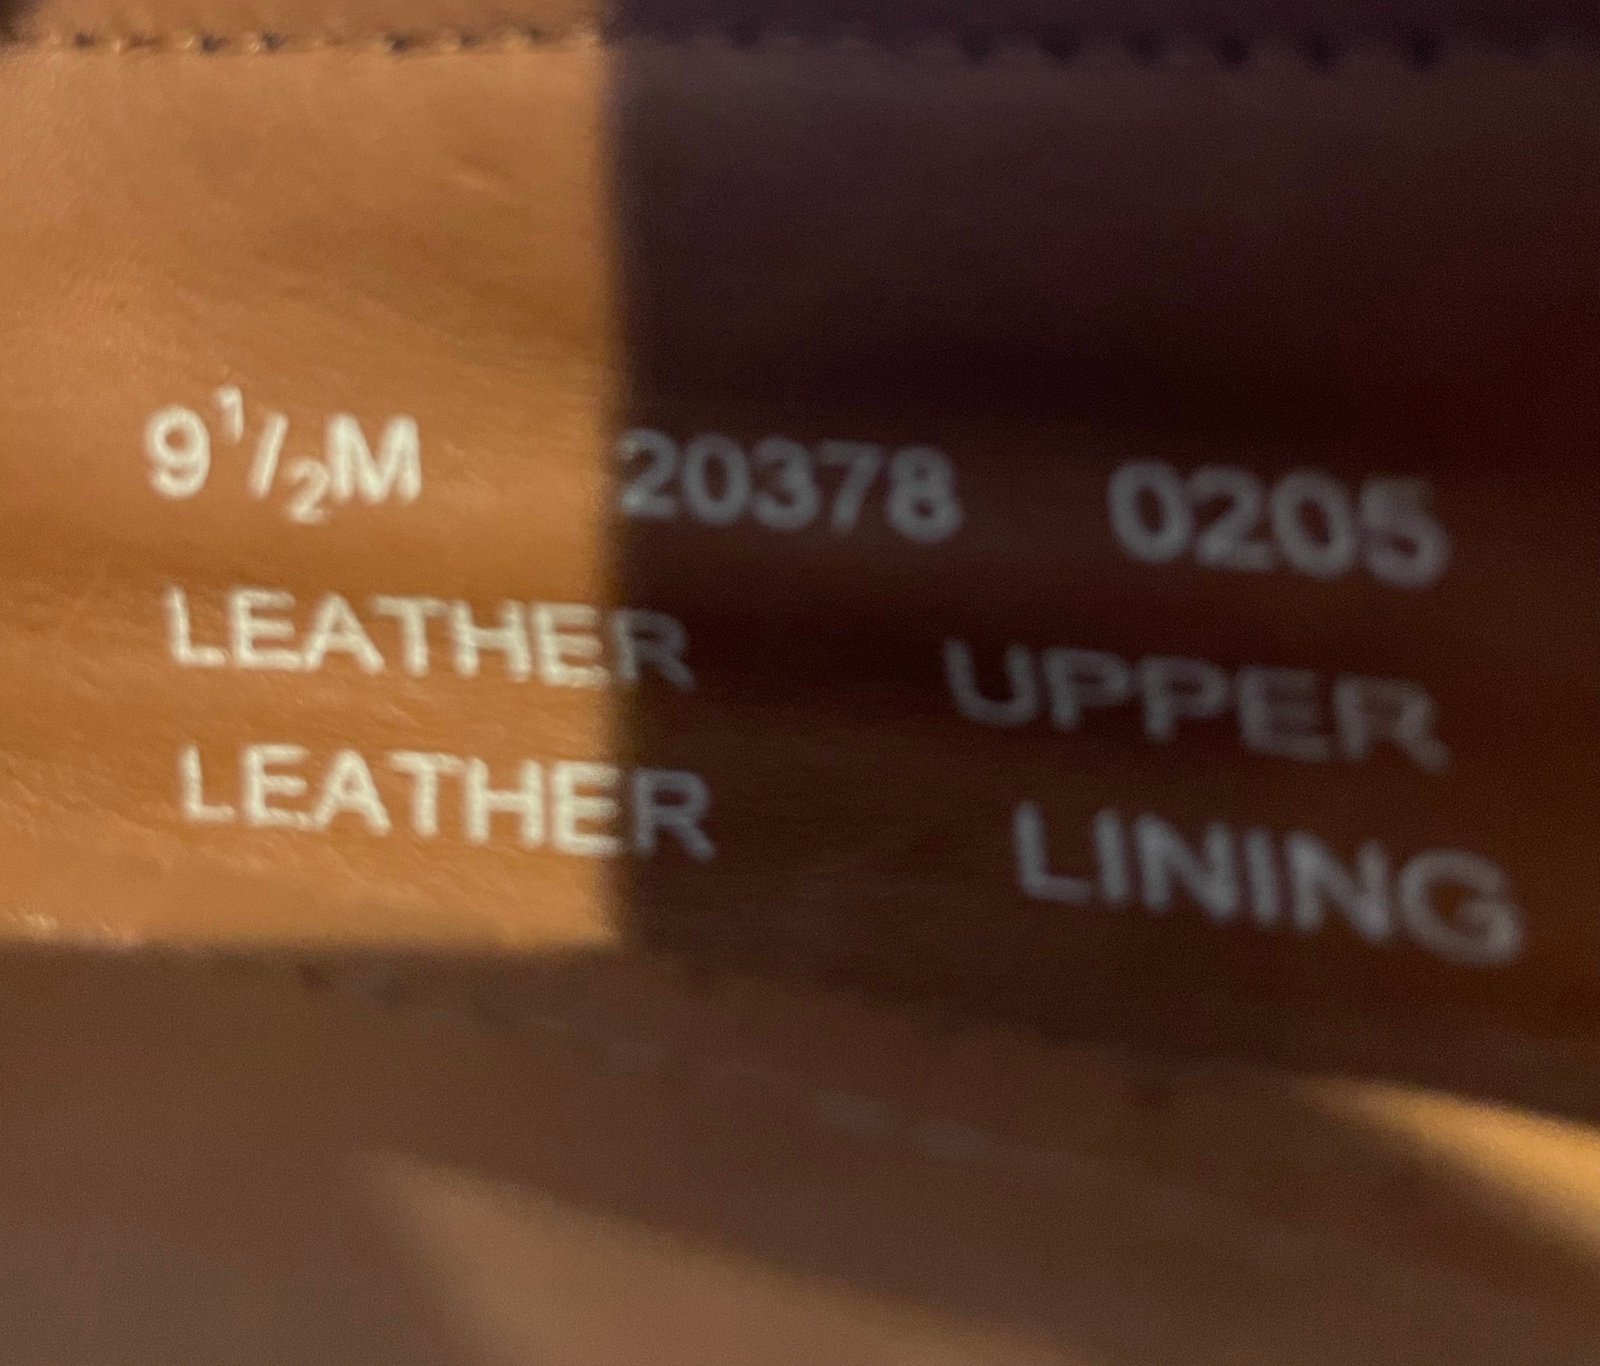 9 1/2M 20378 0205
LEATHER UPPER
LEATHER LINING